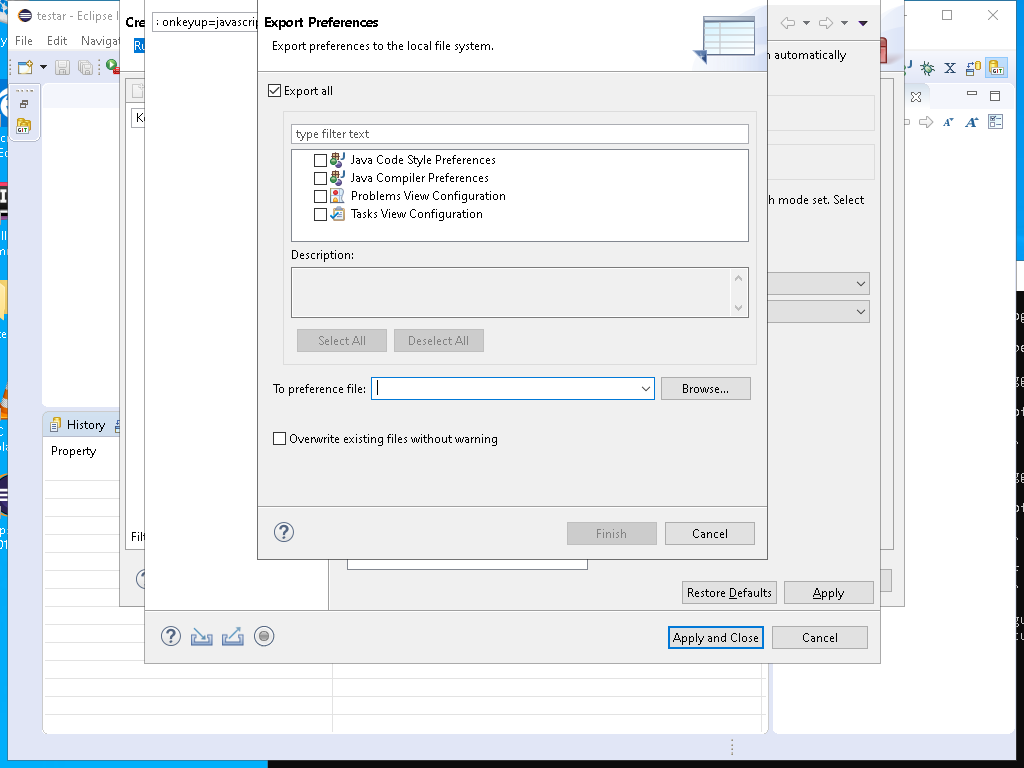 testar - Eclipse I
File Edit Navigat
Cre
Ru
: onkeyup=javascrip
Export Preferences
Export preferences to the local file system.
n automatically
Export all
type filter text
Java Code Style Preferences
Java Compiler Preferences
Problems View Configuration
Tasks View Configuration
h mode set. Select
Description:
Select All
Deselect All
To preference file:
Browse...
Overwrite existing files without warning
History
Property
Filt
Finish
Cancel
Restore Defaults
Apply
Apply and Close
Cancel
X
GIT
GIT